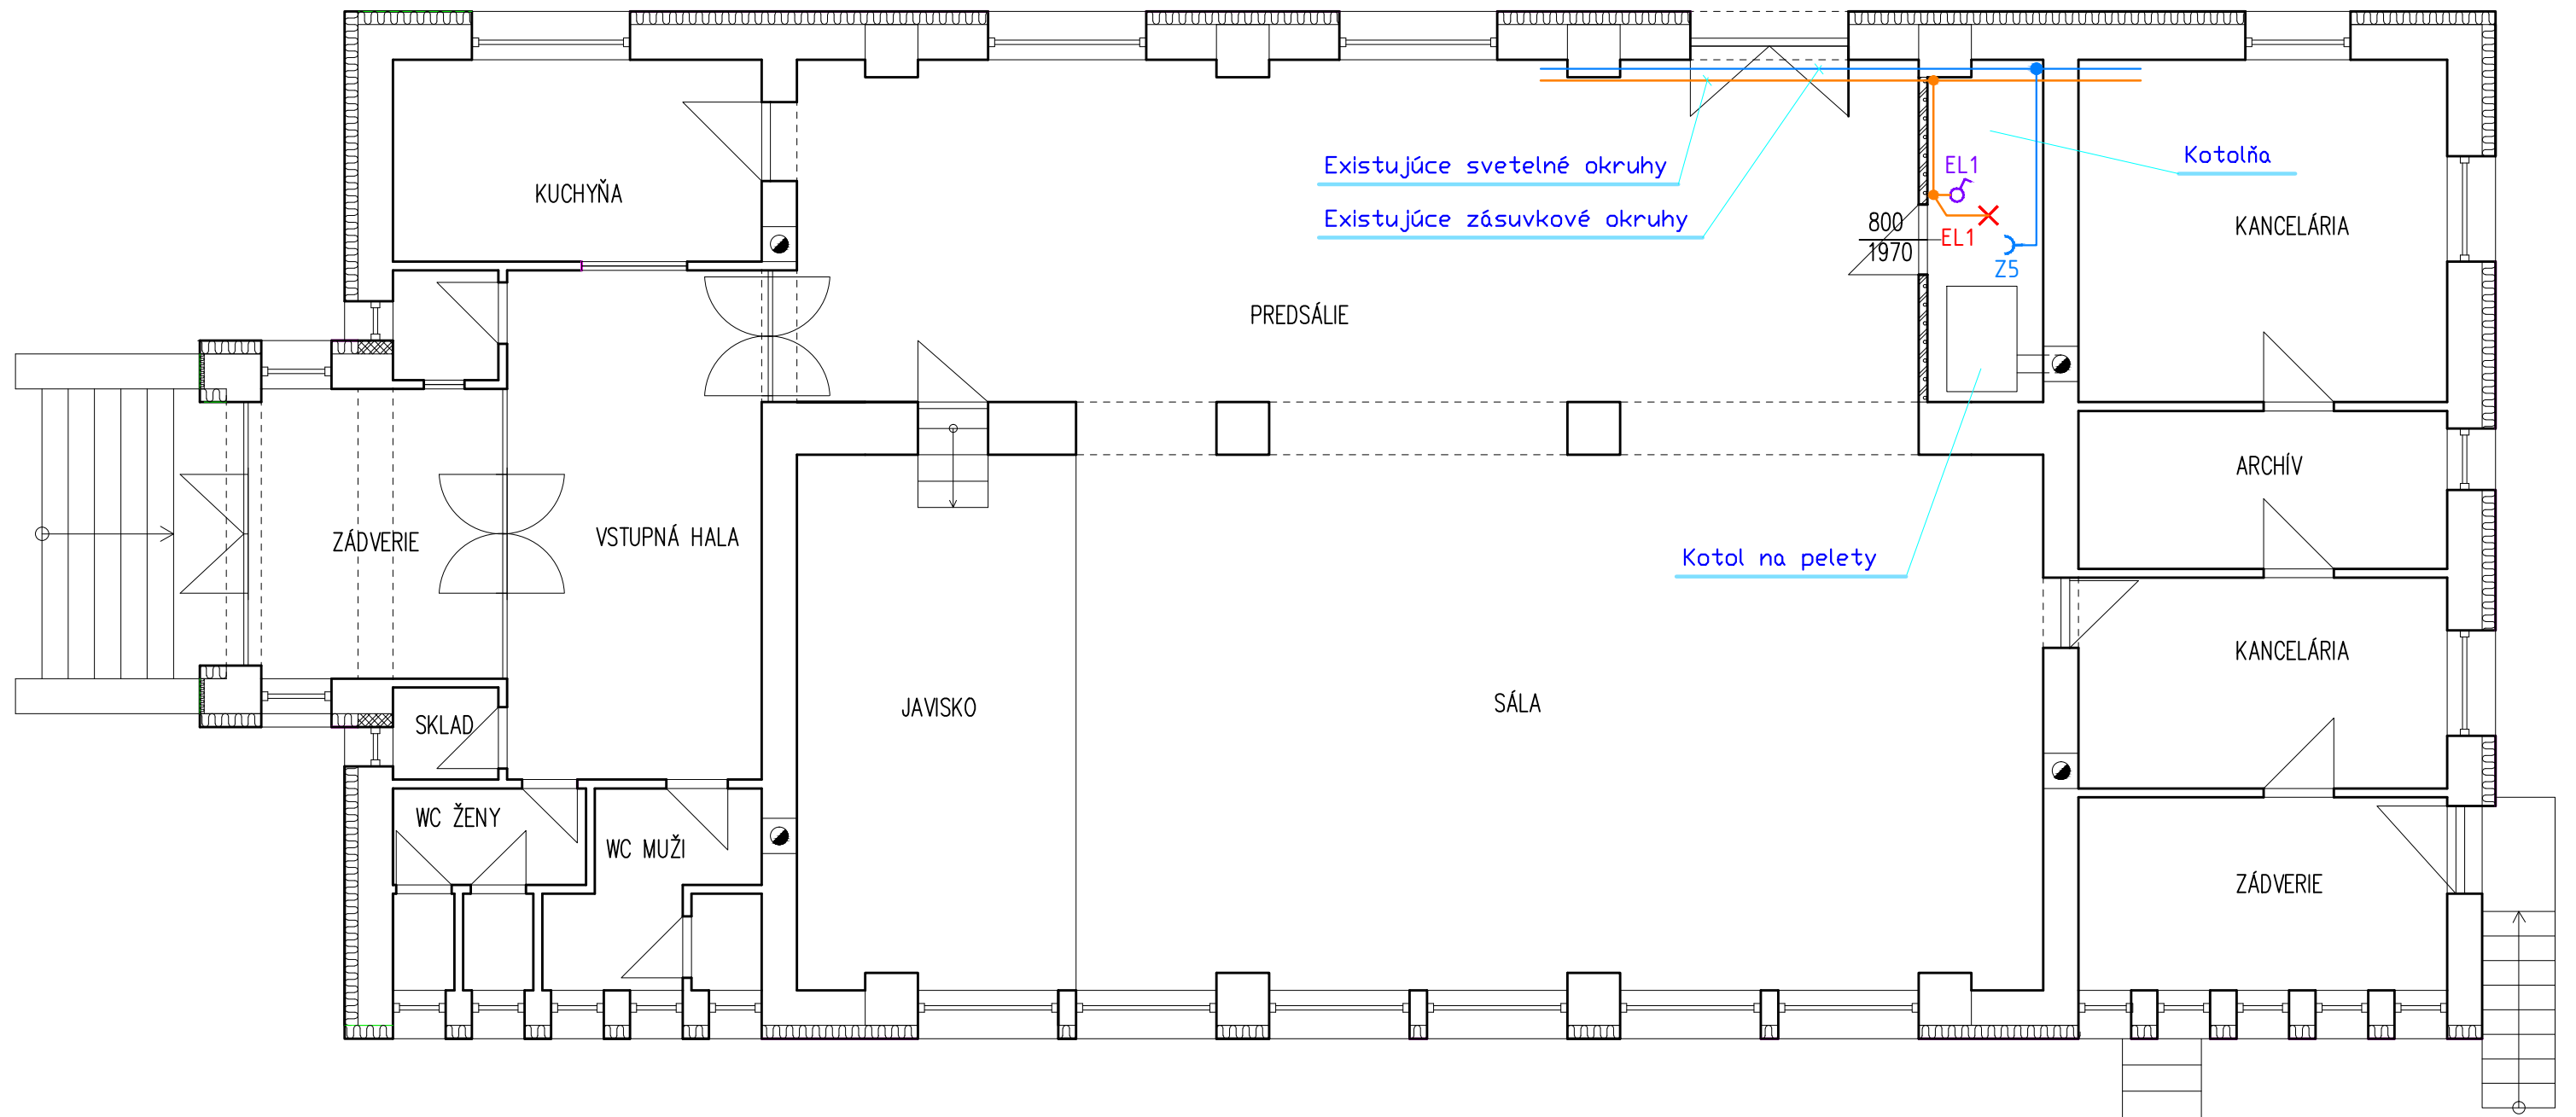 Existujúce svetelné okruhy
EL1
Kotolňa
KUCHYŇA
Existujúce zásuvkové okruhy
800
1970
EL1
KANCELÁRIA
Z5
PREDSÁLIE
ARCHÍV
ZÁDVERIE
VSTUPNÁ HALA
Kotol na pelety
KANCELÁRIA
SKLAD
JAVISKO
SÁLA
WC ŽENY
WC MUŽI
ZÁDVERIE